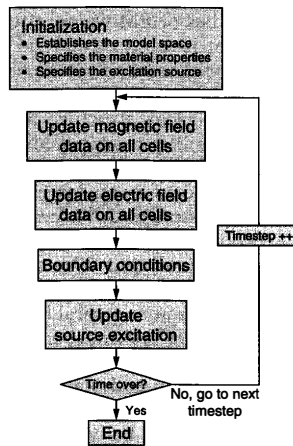 Initialization
• Establishes the model space
• Specifies the material properties
• Specifies the excitation source
Update magnetic field
data on all cells
Update electric field
data on all cells
Timestep ++
Boundary conditions
Update
source excitation
Time over?
No, go to next
timestep
Yes
End